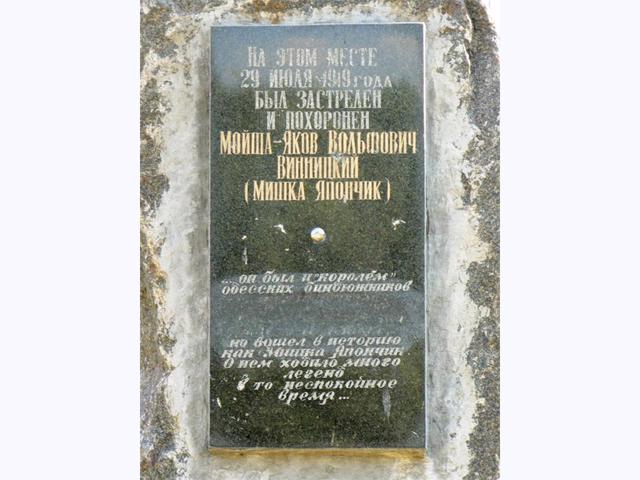 На этом месте
29 июля 1919 года
был застрелен
и похоронен
Мойша-Яков Вольфович
Винницкий
(Мишка Япончик)
...он был и "королём"
одесских биндюжников
но вошел в историю
как Мишка Япончик
О нем ходило много
легенд
в то неспокойное
время...